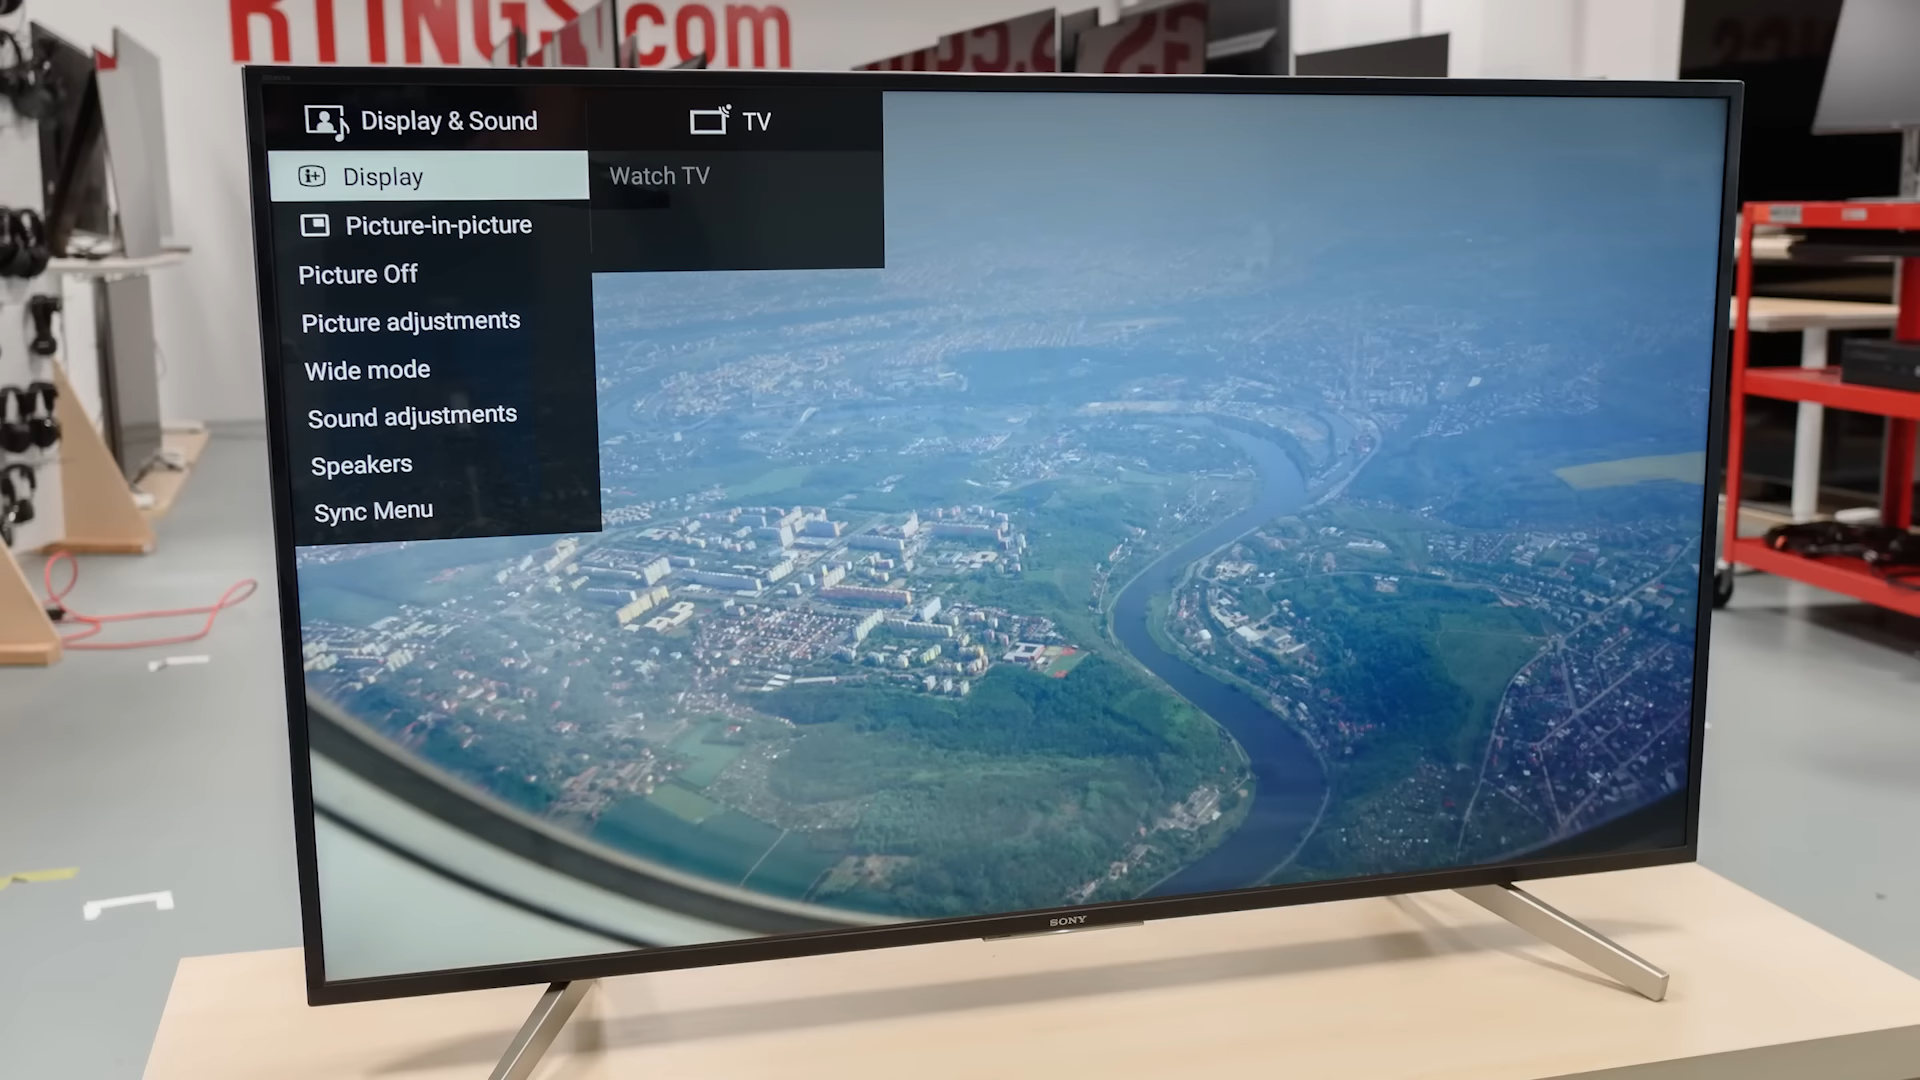 RTINGS.com
Display & Sound
TV
Display
Watch TV
Picture-in-picture
Picture Off
Picture adjustments
Wide mode
Sound adjustments
Speakers
Sync Menu
SONY